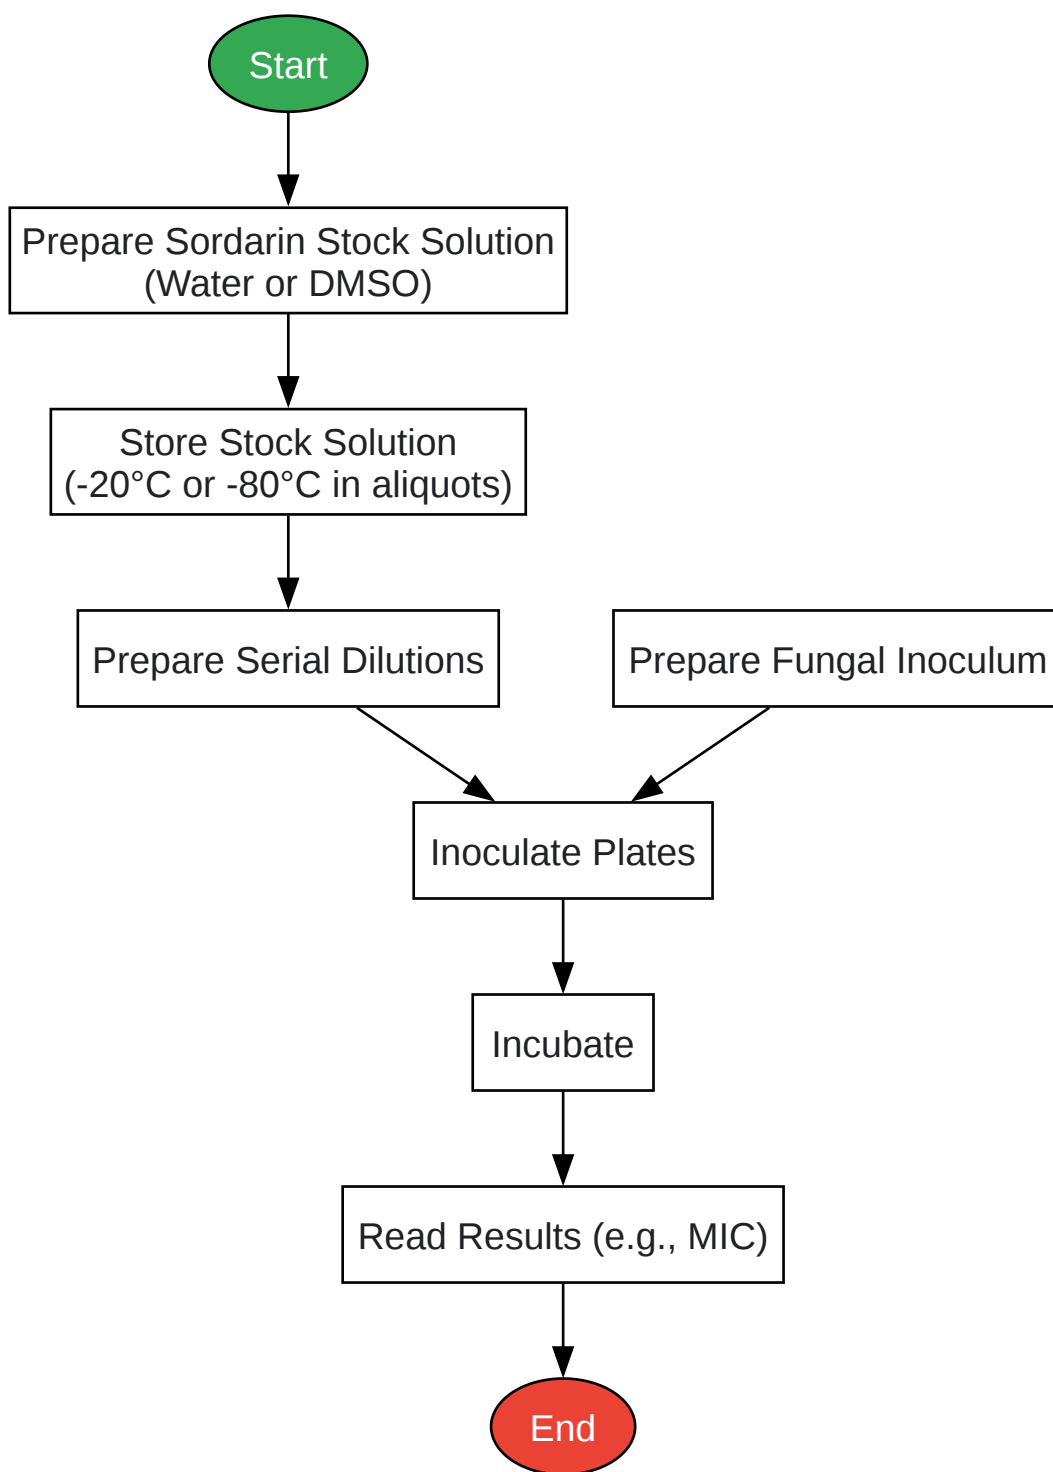 Start
Prepare Sordarin Stock Solution
(Water or DMSO)
Store Stock Solution
(-20°C or -80°C in aliquots)
Prepare Serial Dilutions
Prepare Fungal Inoculum
Inoculate Plates
Incubate
Read Results (e.g., MIC)
End